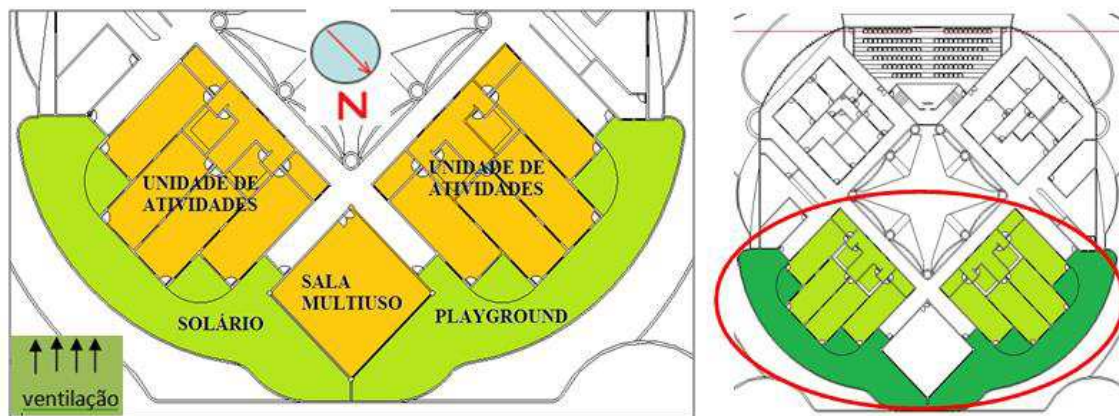 N
UNIDADE DE
ATIVIDADES
UNIDADE DE
ATIVIDADES
SALA
MULTIUSO
SOLÁRIO
PLAYGROUND
ventilação